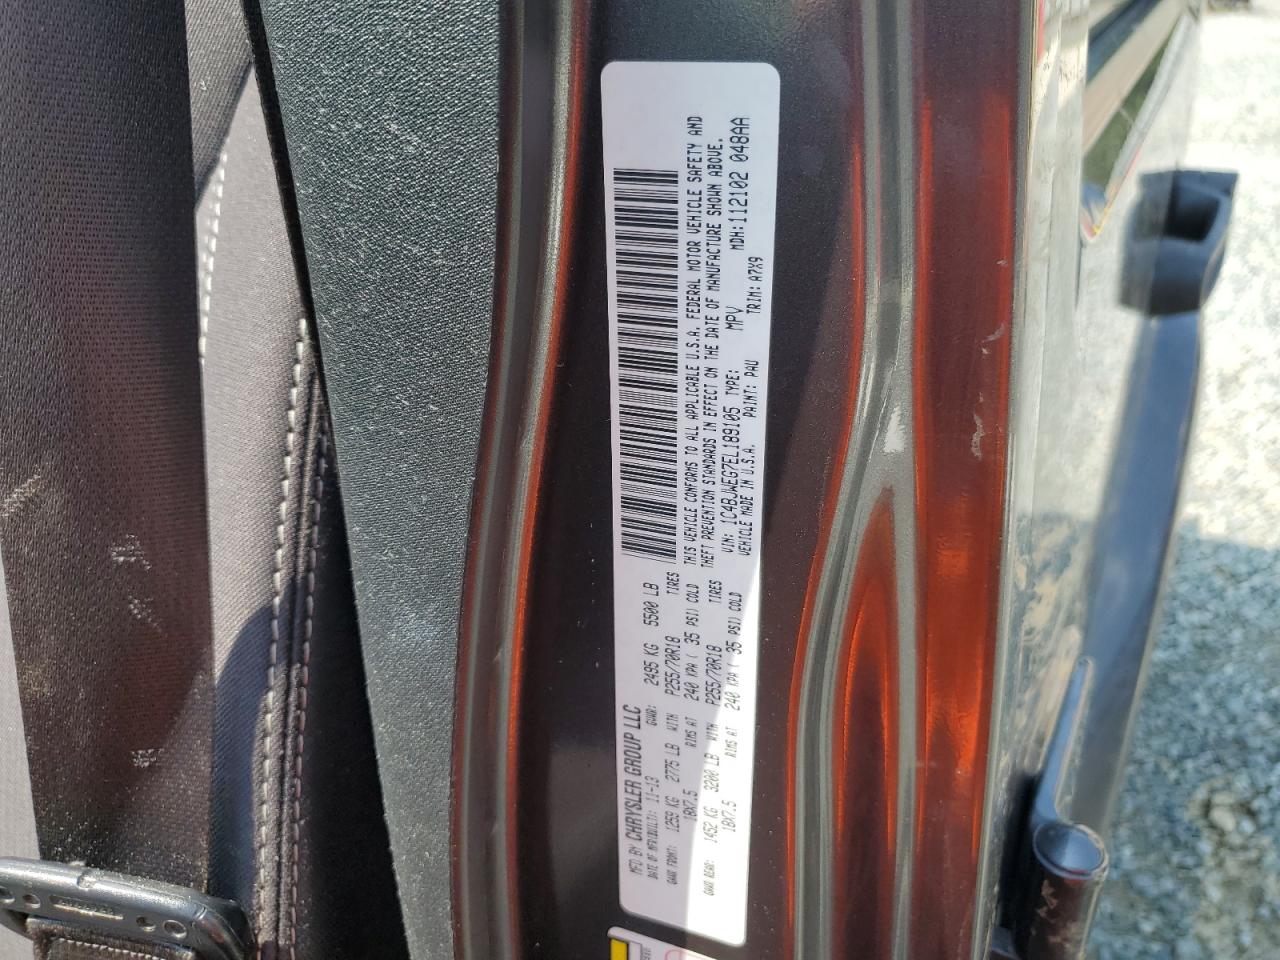 MFD BY CHRYSLER GROUP LLC
DATE OF MFR(BUILT): 11-13 GVWR: 2495 KG 5500 LB
GAWR FRONT: 1259 KG 2775 LB WITH P255/70R18 TIRES
18X7.5 RIMS AT 240 KPA ( 35 PSI) COLD
GAWR REAR: 1452 KG 3200 LB WITH P255/70R18 TIRES
18X7.5 RIMS AT 240 KPA ( 35 PSI) COLD
THIS VEHICLE CONFORMS TO ALL APPLICABLE U.S.A. FEDERAL MOTOR VEHICLE SAFETY AND
THEFT PREVENTION STANDARDS IN EFFECT ON THE DATE OF MANUFACTURE SHOWN ABOVE.
VIN: 1C4BJWEG7EL189105 TYPE: MPV MDH: 112102 048AA
VEHICLE MADE IN U.S.A. PAINT: PAU TRIM: A7X9